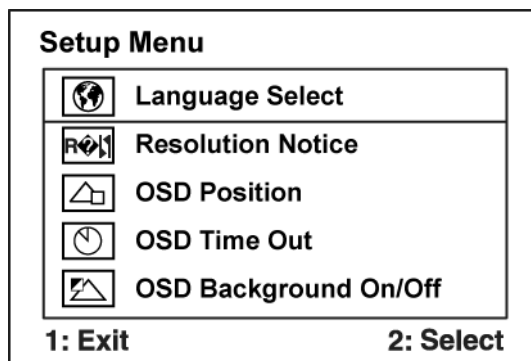 Setup Menu
Language Select
Resolution Notice
OSD Position
OSD Time Out
OSD Background On/Off
1: Exit
2: Select